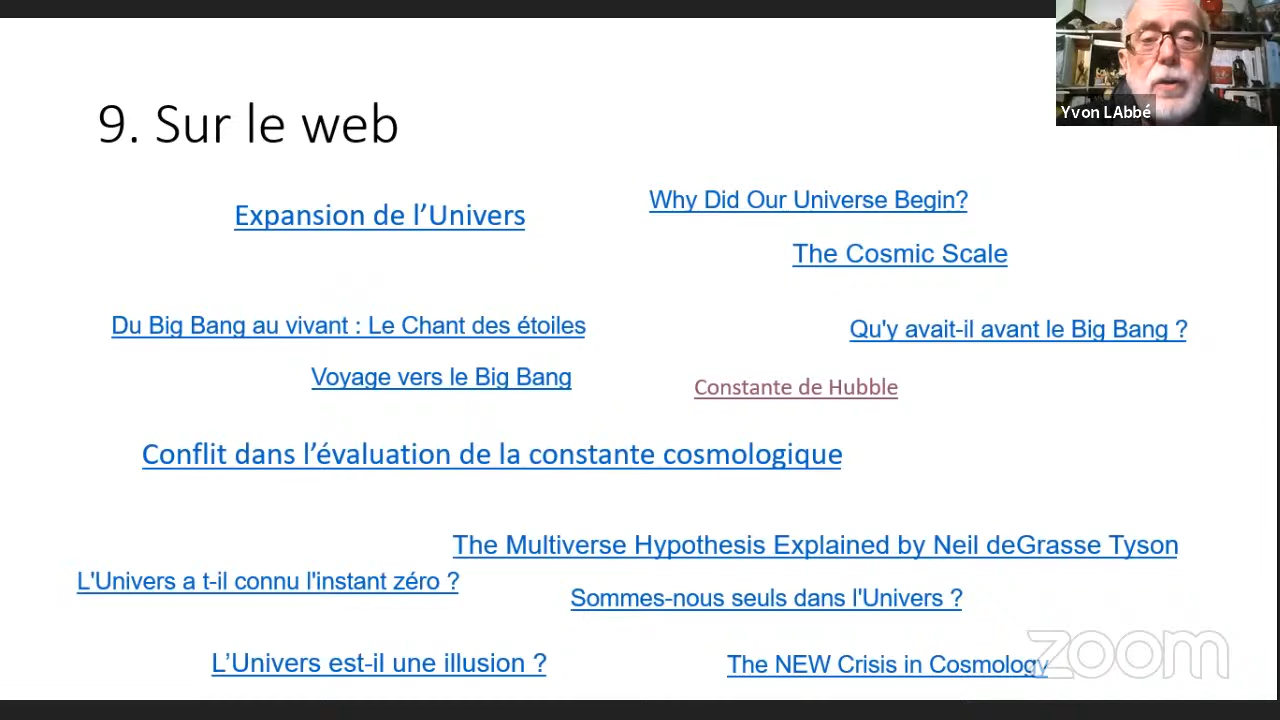 Yvon LAbbé
9. Sur le web
Why Did Our Universe Begin?
Expansion de l’Univers
The Cosmic Scale
Du Big Bang au vivant : Le Chant des étoiles
Qu'y avait-il avant le Big Bang ?
Voyage vers le Big Bang
Constante de Hubble
Conflit dans l’évaluation de la constante cosmologique
The Multiverse Hypothesis Explained by Neil deGrasse Tyson
L'Univers a t-il connu l'instant zéro ?
Sommes-nous seuls dans l'Univers ?
L’Univers est-il une illusion ?
The NEW Crisis in Cosmology
zoom